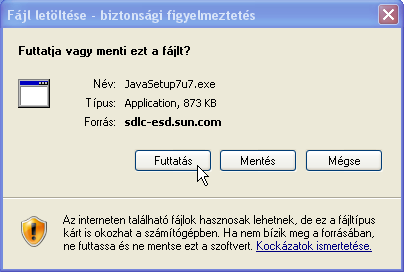 Fájl letöltése - biztonsági figyelmeztetés
Futtatja vagy menti ezt a fájlt?
Név: JavaSetup7u7.exe
Típus: Application, 873 KB
Forrás: sdlc-esd.sun.com
Futtatás Mentés Mégse
Az interneten található fájlok hasznosak lehetnek, de ez a fájltípus
kárt is okozhat a számítógépben. Ha nem bízik meg a forrásában,
ne futtassa és ne mentse ezt a szoftvert. Kockázatok ismertetése.